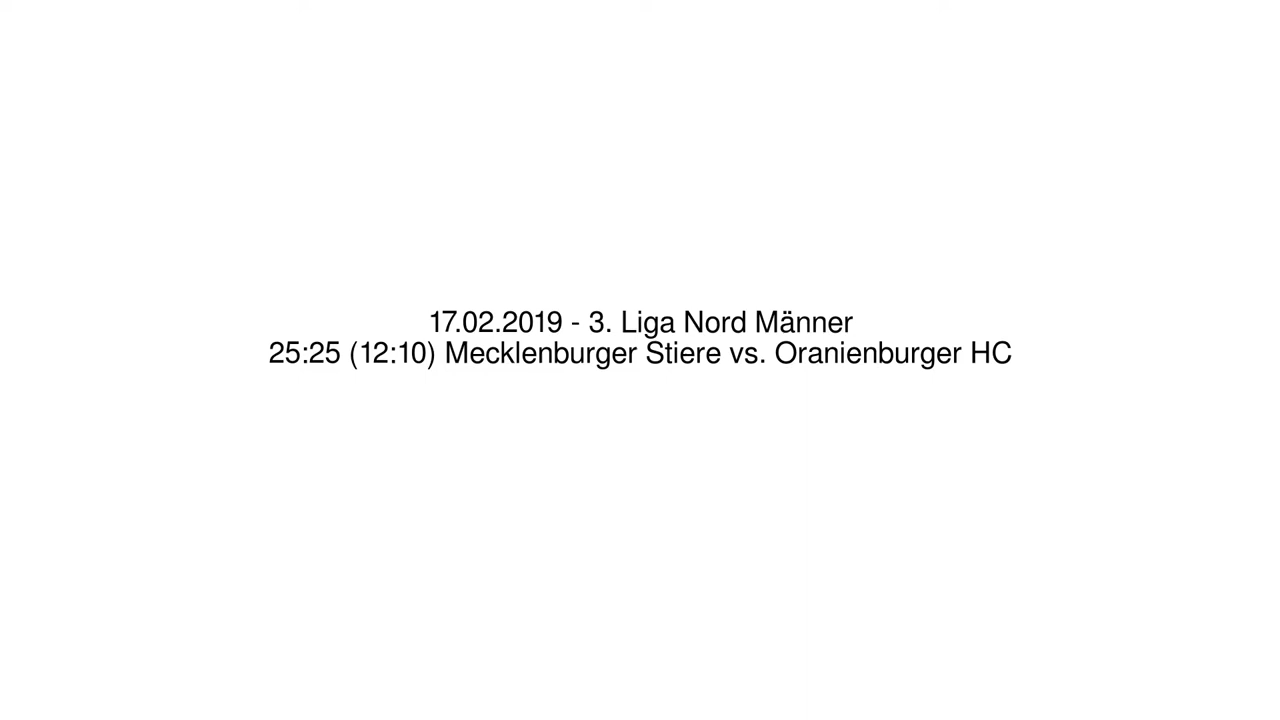 17.02.2019 - 3. Liga Nord Männer
25:25 (12:10) Mecklenburger Stiere vs. Oranienburger HC